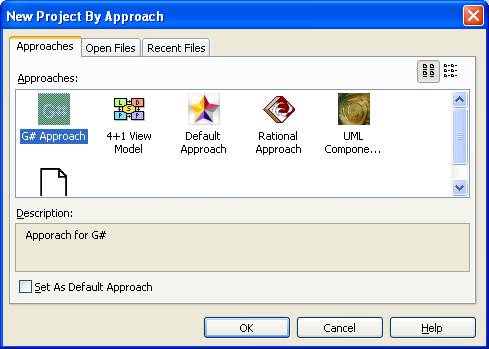 New Project By Approach
Approaches Open Files Recent Files
Approaches:
G#
L D
S
P P
G# Approach 4+1 View Model Default Approach Rational Approach UML Compone...
Description:
Apporach for G#
Set As Default Approach
OK Cancel Help